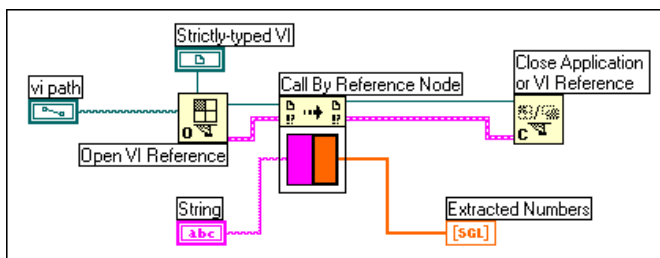 Strictly-typed VI
Close Application
or VI Reference
Call By Reference Node
vi path
Open VI Reference
O
C
String
abc
Extracted Numbers
[SGL]